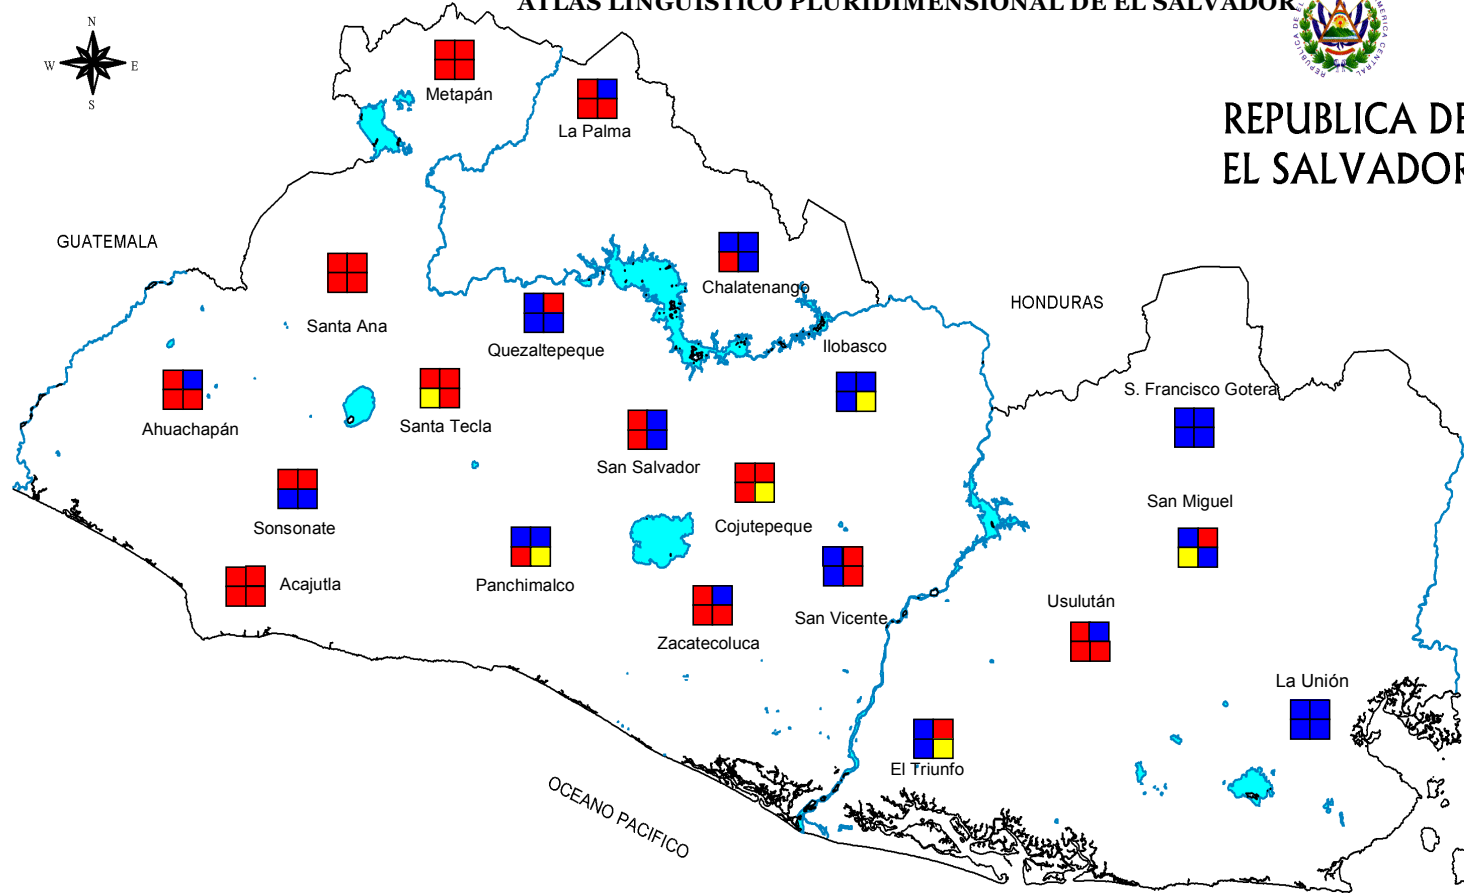 ATLAS LINGÜÍSTICO PLURIDIMENSIONAL DE EL SALVADOR
N
W
E
S
REPUBLICA DE
EL SALVADOR
Metapán
La Palma
GUATEMALA
Chalatenango
HONDURAS
Santa Ana
Quezaltepeque
Ilobasco
S. Francisco Gotera
Ahuachapán
Santa Tecla
San Salvador
San Miguel
Cojutepeque
Sonsonate
Acajutla
Panchimalco
Usulután
San Vicente
Zacatecoluca
La Unión
El Triunfo
OCEANO PACIFICO